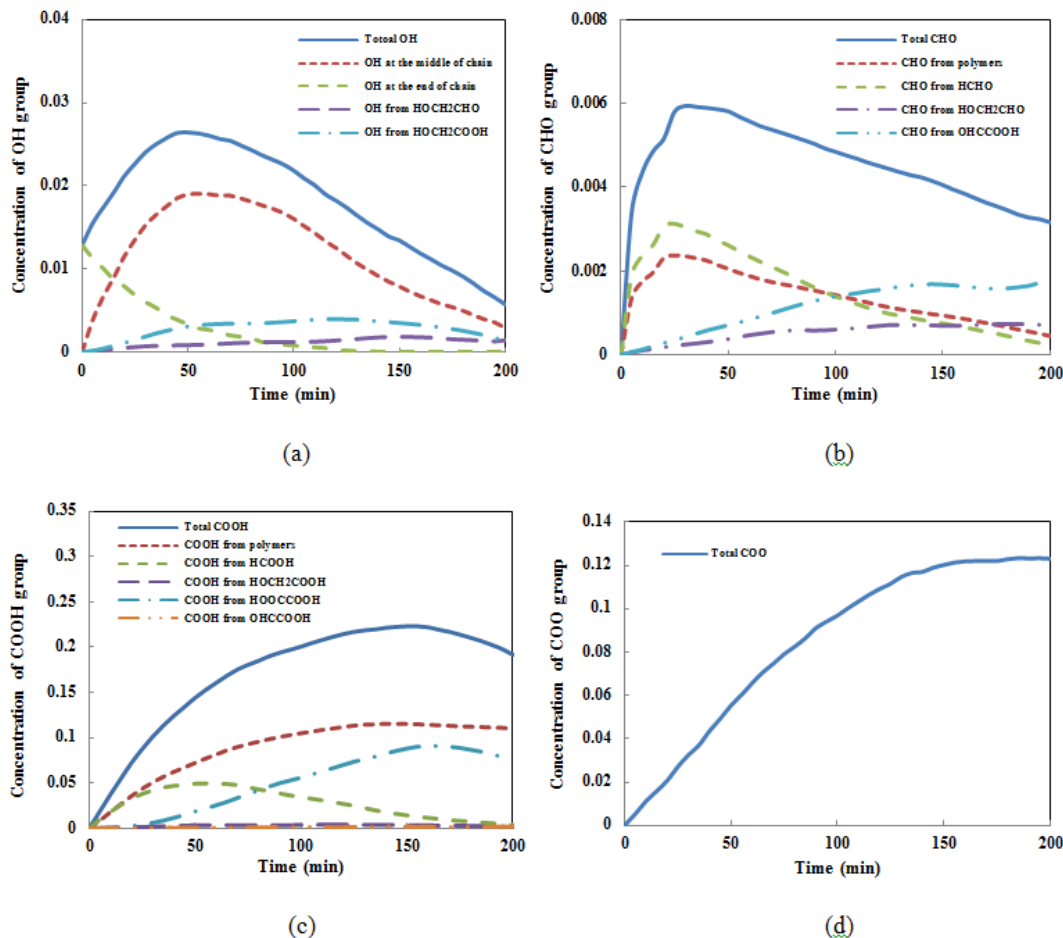 0.04
0.03
0.02
0.01
0
Concentration of OH group
Totoal OH
OH at the middle of chain
OH at the end of chain
OH from HOCH2CHO
OH from HOCH2COOH
0 50 100 150 200
Time (min)
(a)
0.008
0.006
0.004
0.002
0.000
Concentration of CHO group
Total CHO
CHO from polymers
CHO from HCHO
CHO from HOCH2CHO
CHO from OHCCOOH
0 50 100 150 200
Time (min)
(b)
0.35
0.3
0.25
0.2
0.15
0.1
0.05
0
Concentration of COOH group
Total COOH
COOH from polymers
COOH from HCOOH
COOH from HOCH2COOH
COOH from HOOCCOOH
COOH from OHCCOOH
0 50 100 150 200
Time (min)
(c)
0.14
0.12
0.1
0.08
0.06
0.04
0.02
0
Concentration of COO group
Total COO
0 50 100 150 200
Time (min)
(d)